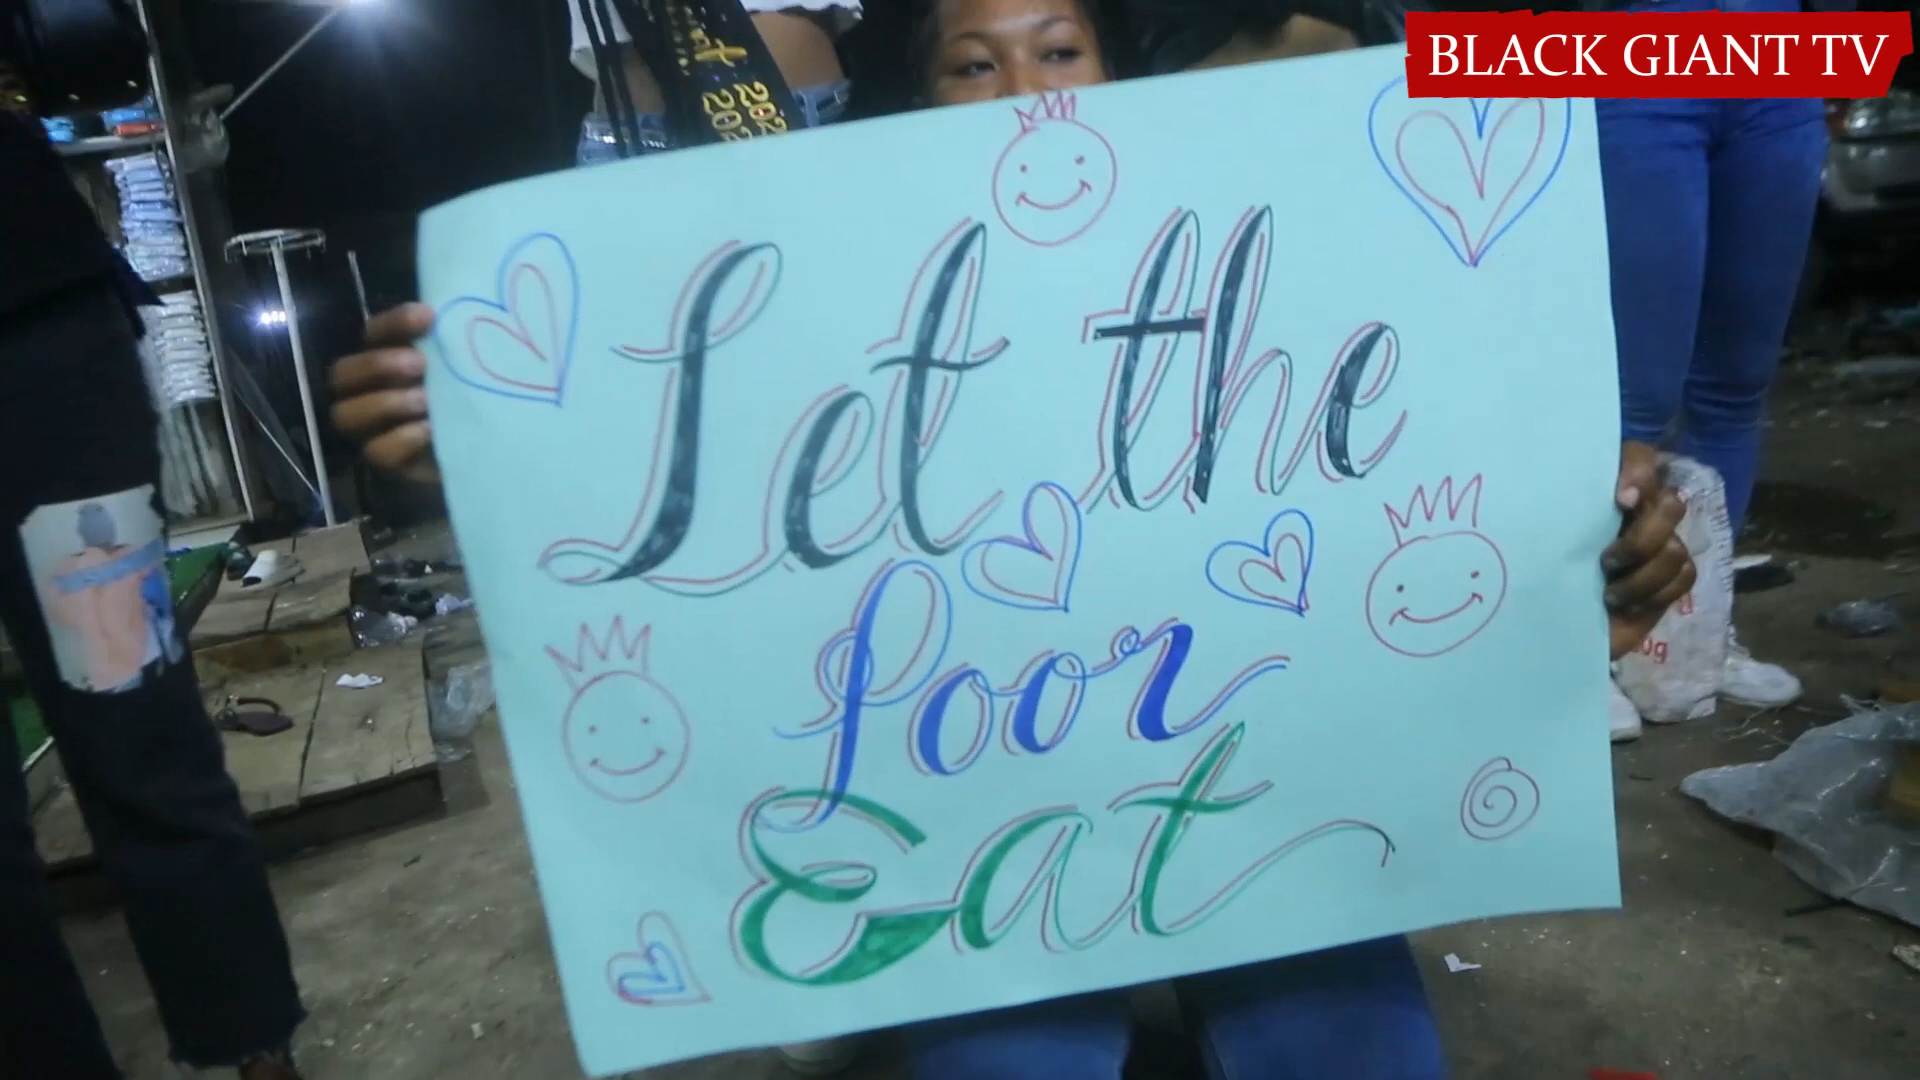 BLACK GIANT TV
Let the
Poor
Eat